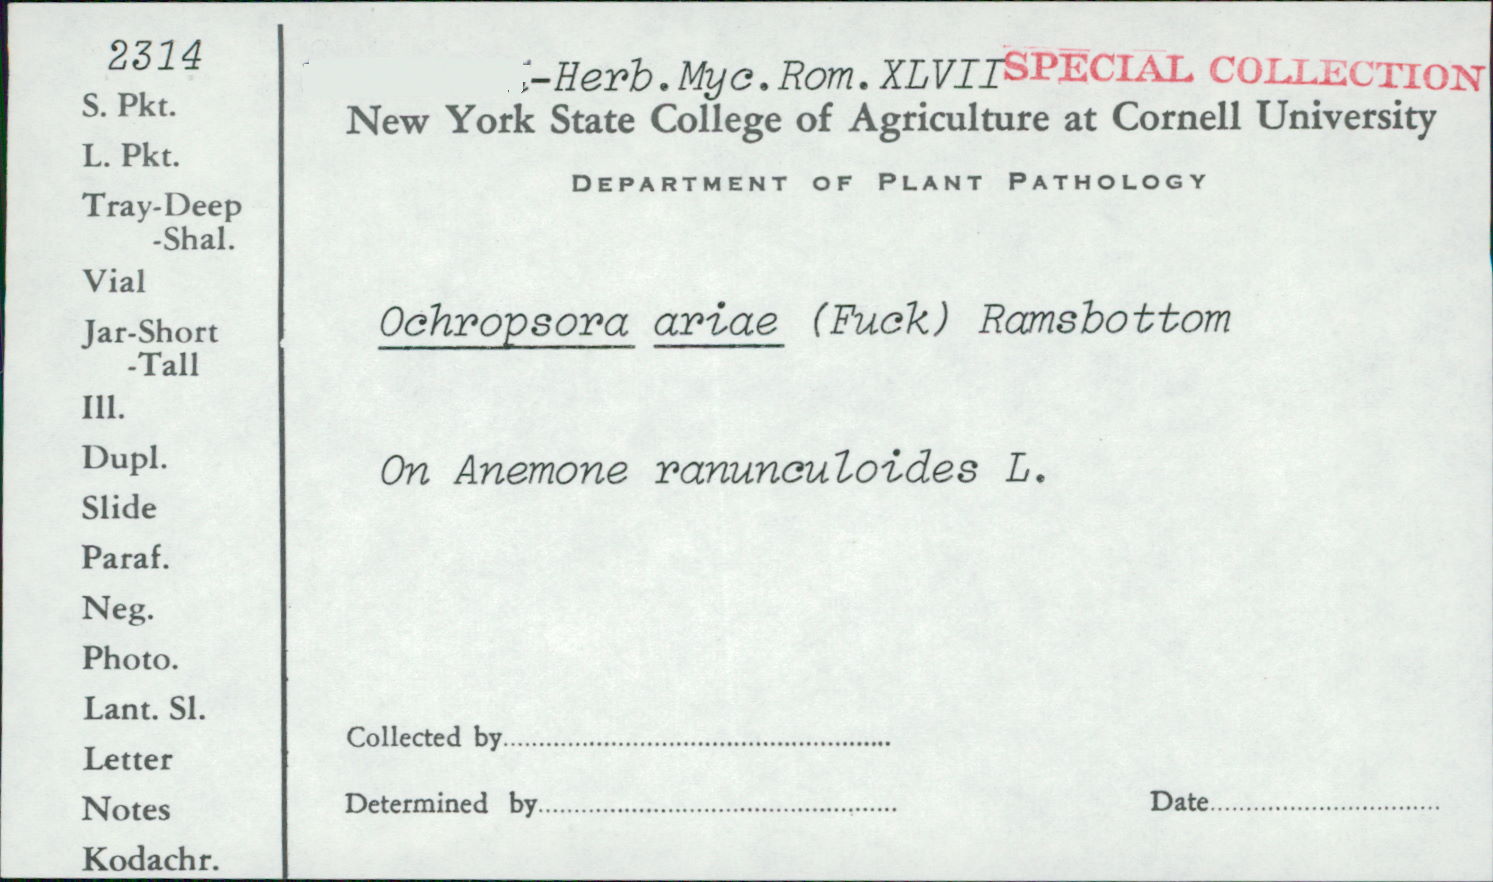 2314
-Herb.Myc.Rom.XLVII SPECIAL COLLECTION
New York State College of Agriculture at Cornell University
DEPARTMENT OF PLANT PATHOLOGY
S. Pkt.
L. Pkt.
Tray-Deep
-Shal.
Vial
Jar-Short
-Tall
Ill.
Dupl.
Slide
Paraf.
Neg.
Photo.
Lant. Sl.
Letter
Notes
Kodachr.
Ochropsora ariae (Fuck) Ramsbottom
On Anemone ranunculoides L.
Collected by
Determined by
Date